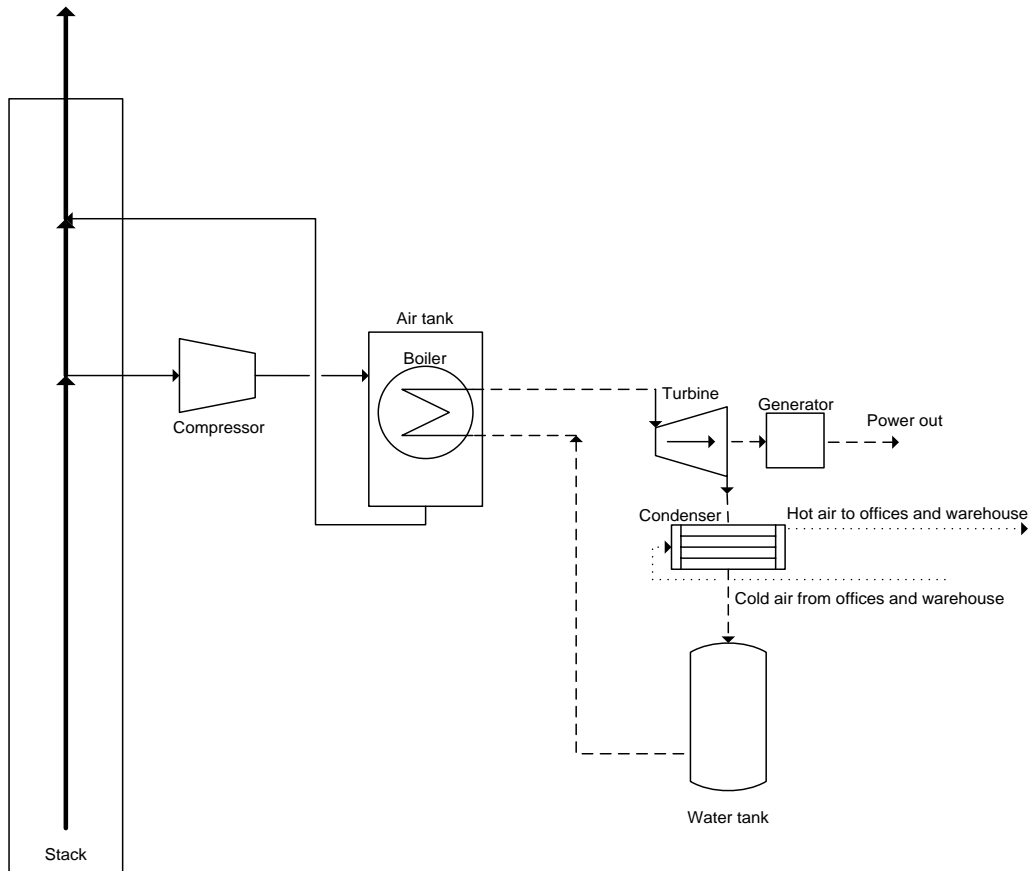 Air tank
Boiler
Compressor
Turbine
Generator
Power out
Condenser
Hot air to offices and warehouse
Cold air from offices and warehouse
Water tank
Stack